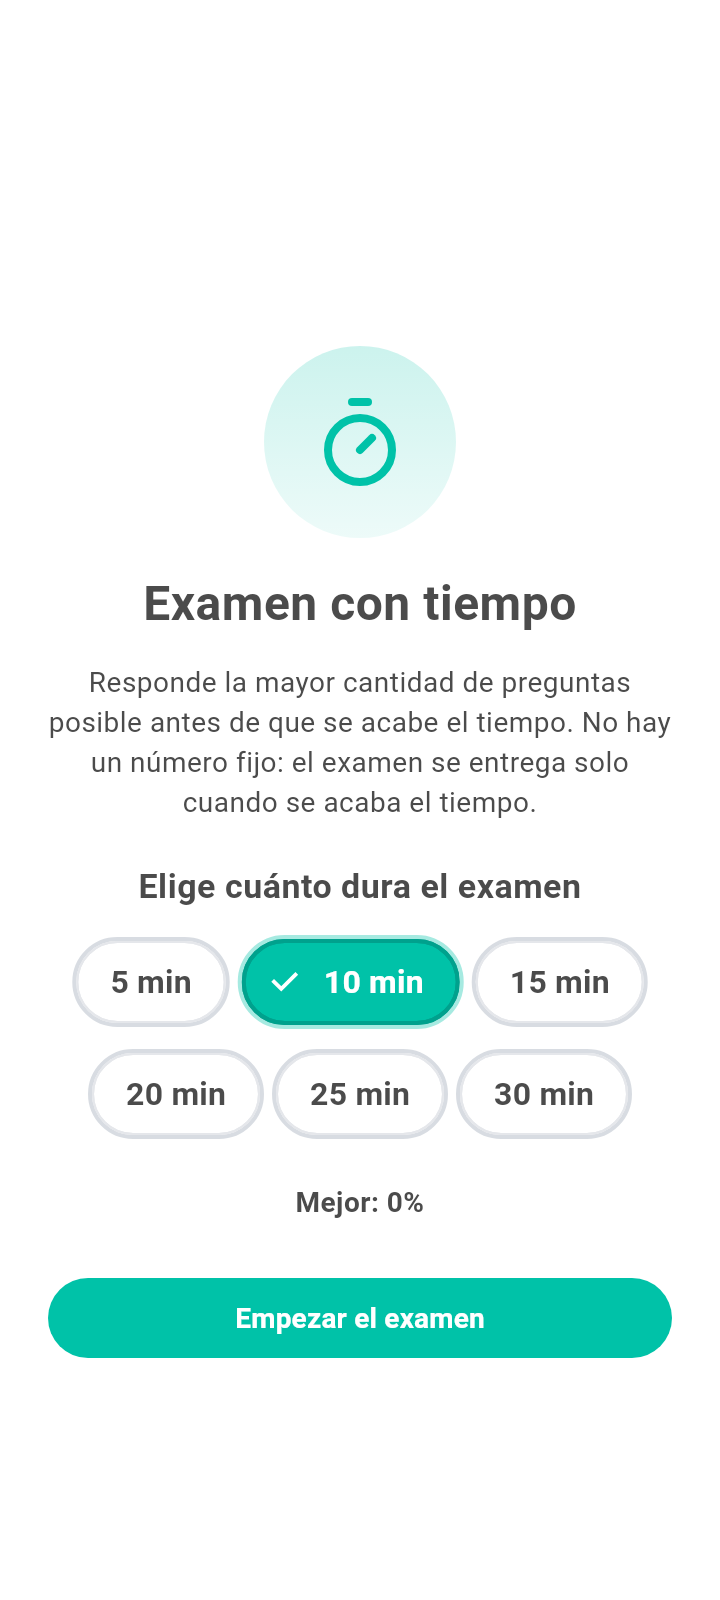 Examen con tiempo
Responde la mayor cantidad de preguntas
posible antes de que se acabe el tiempo. No hay
un número fijo: el examen se entrega solo
cuando se acaba el tiempo.
Elige cuánto dura el examen
5 min
10 min
15 min
20 min
25 min
30 min
Mejor: 0%
Empezar el examen